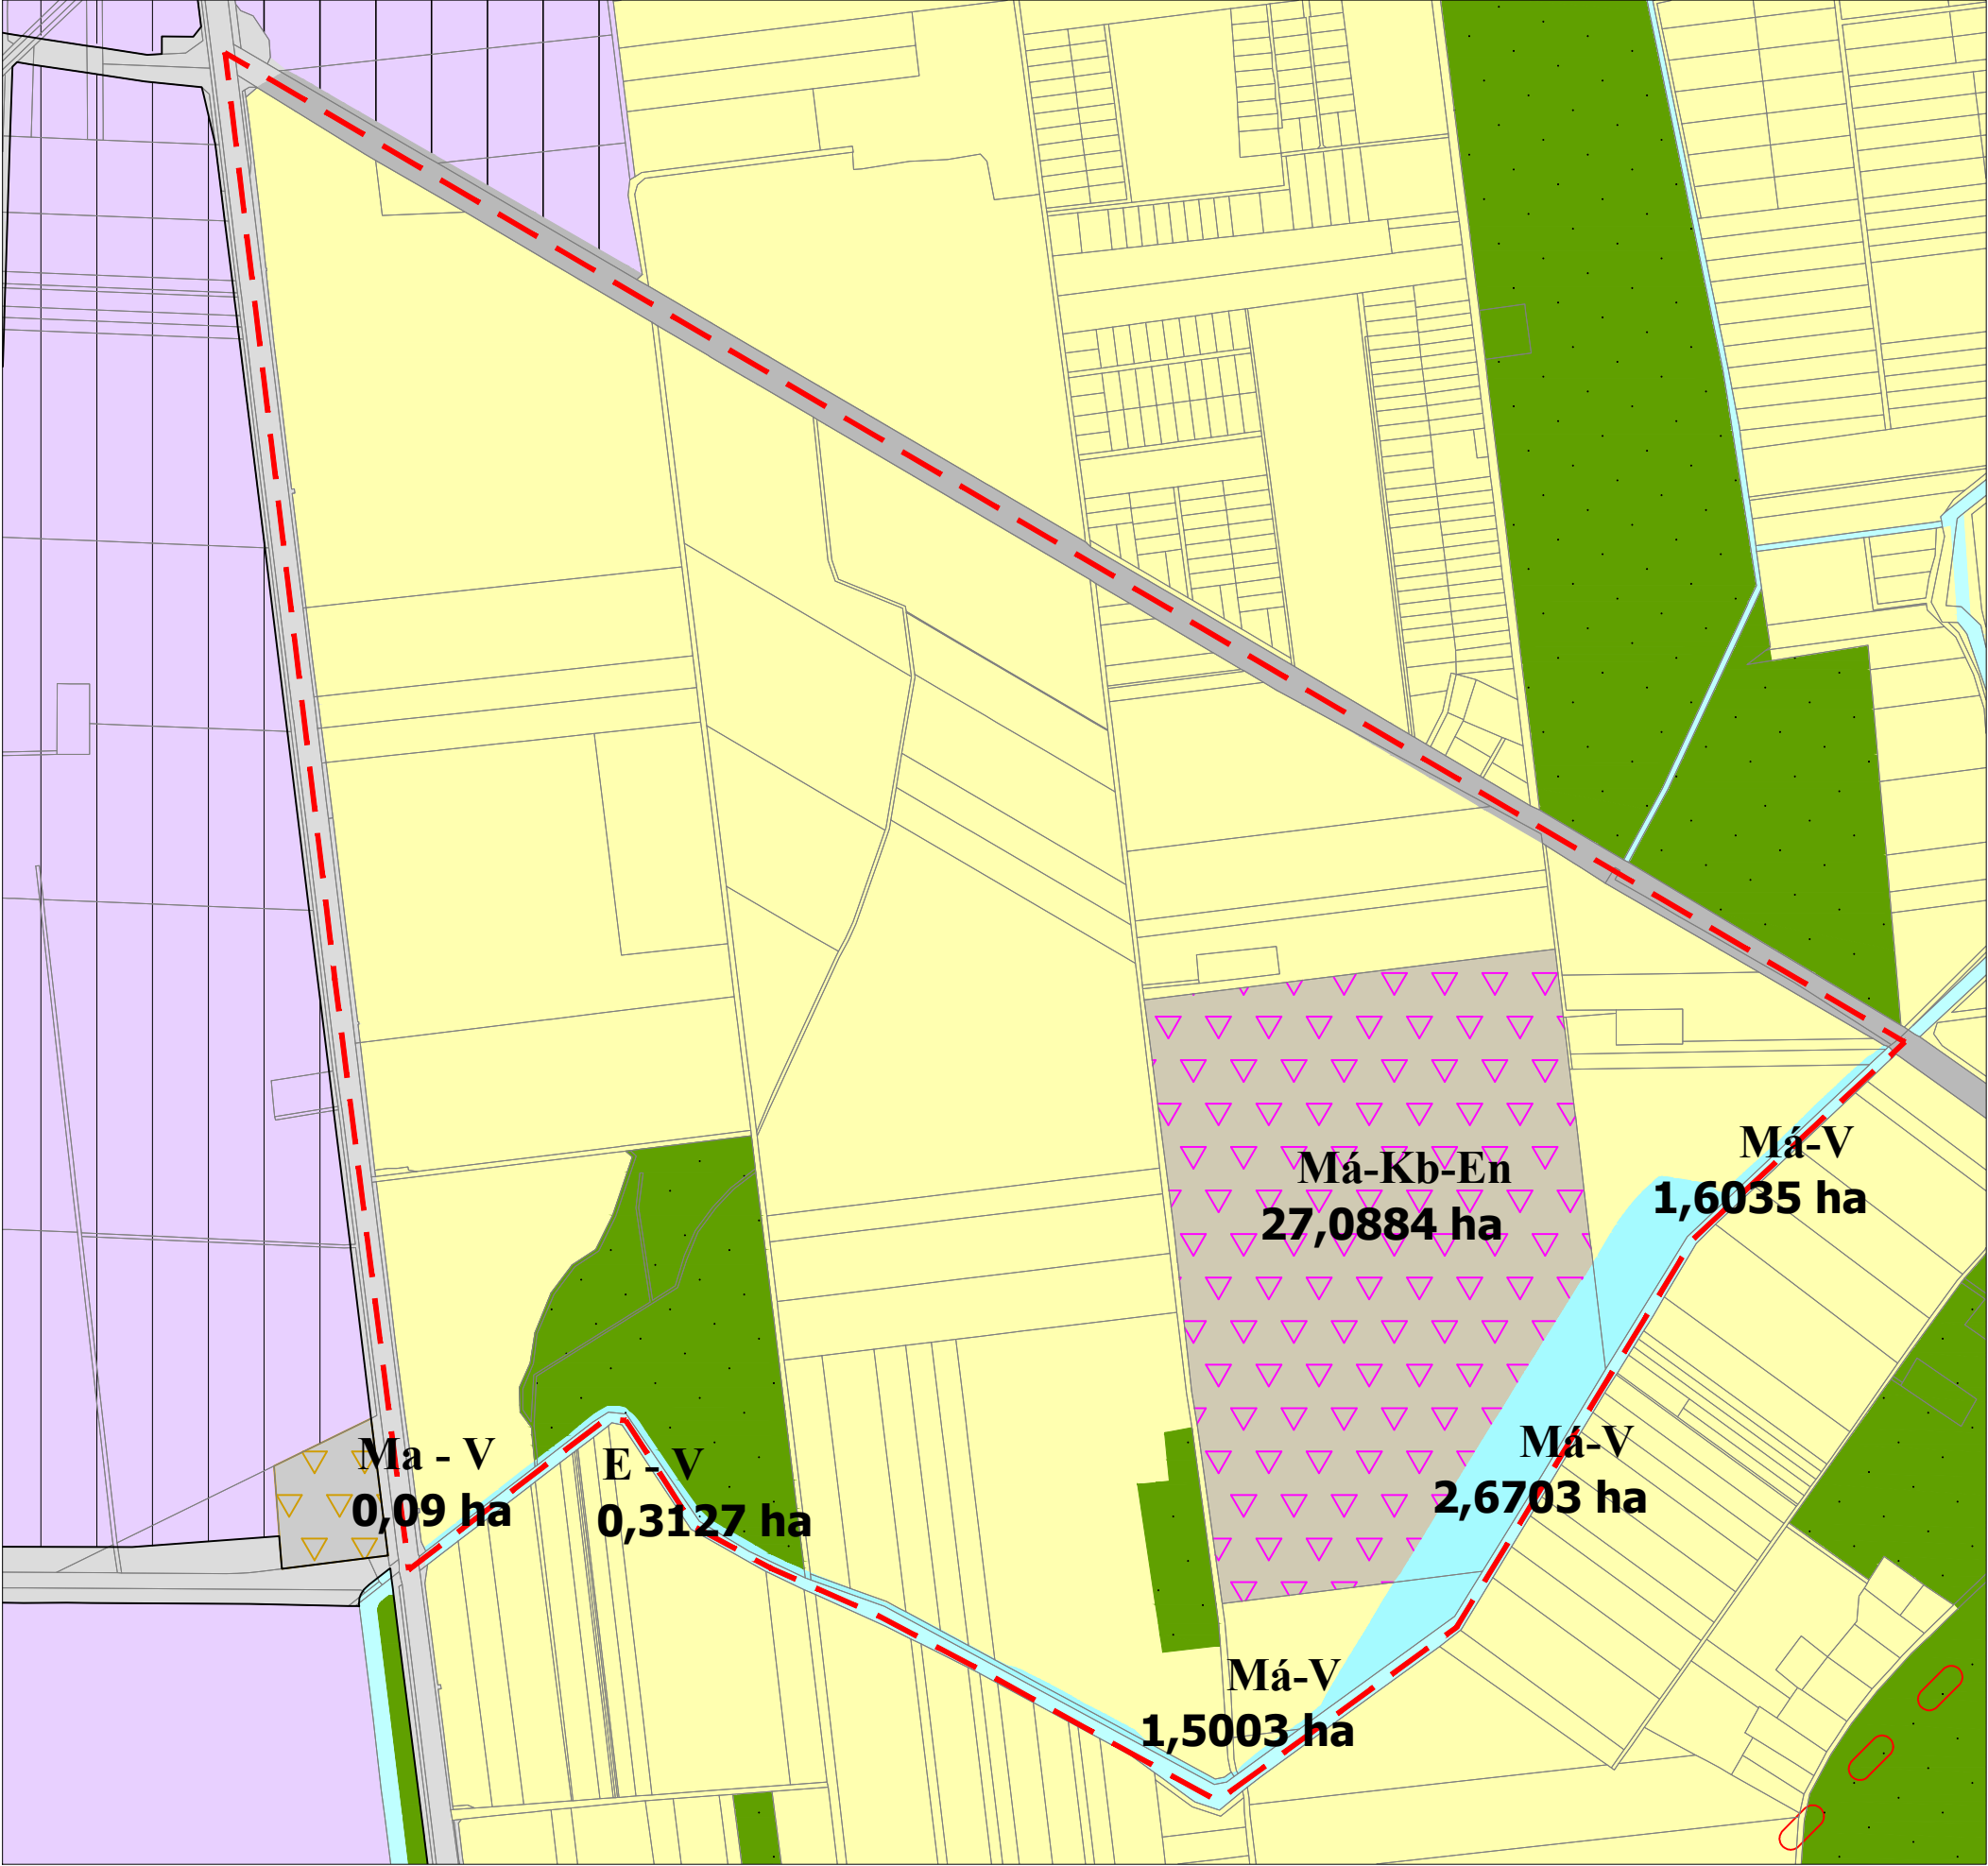 Má-V
1,6035 ha
Má-Kb-En
27,0884 ha
Má-V
2,6703 ha
Ma - V
0,09 ha
E - V
0,3127 ha
Má-V
1,5003 ha